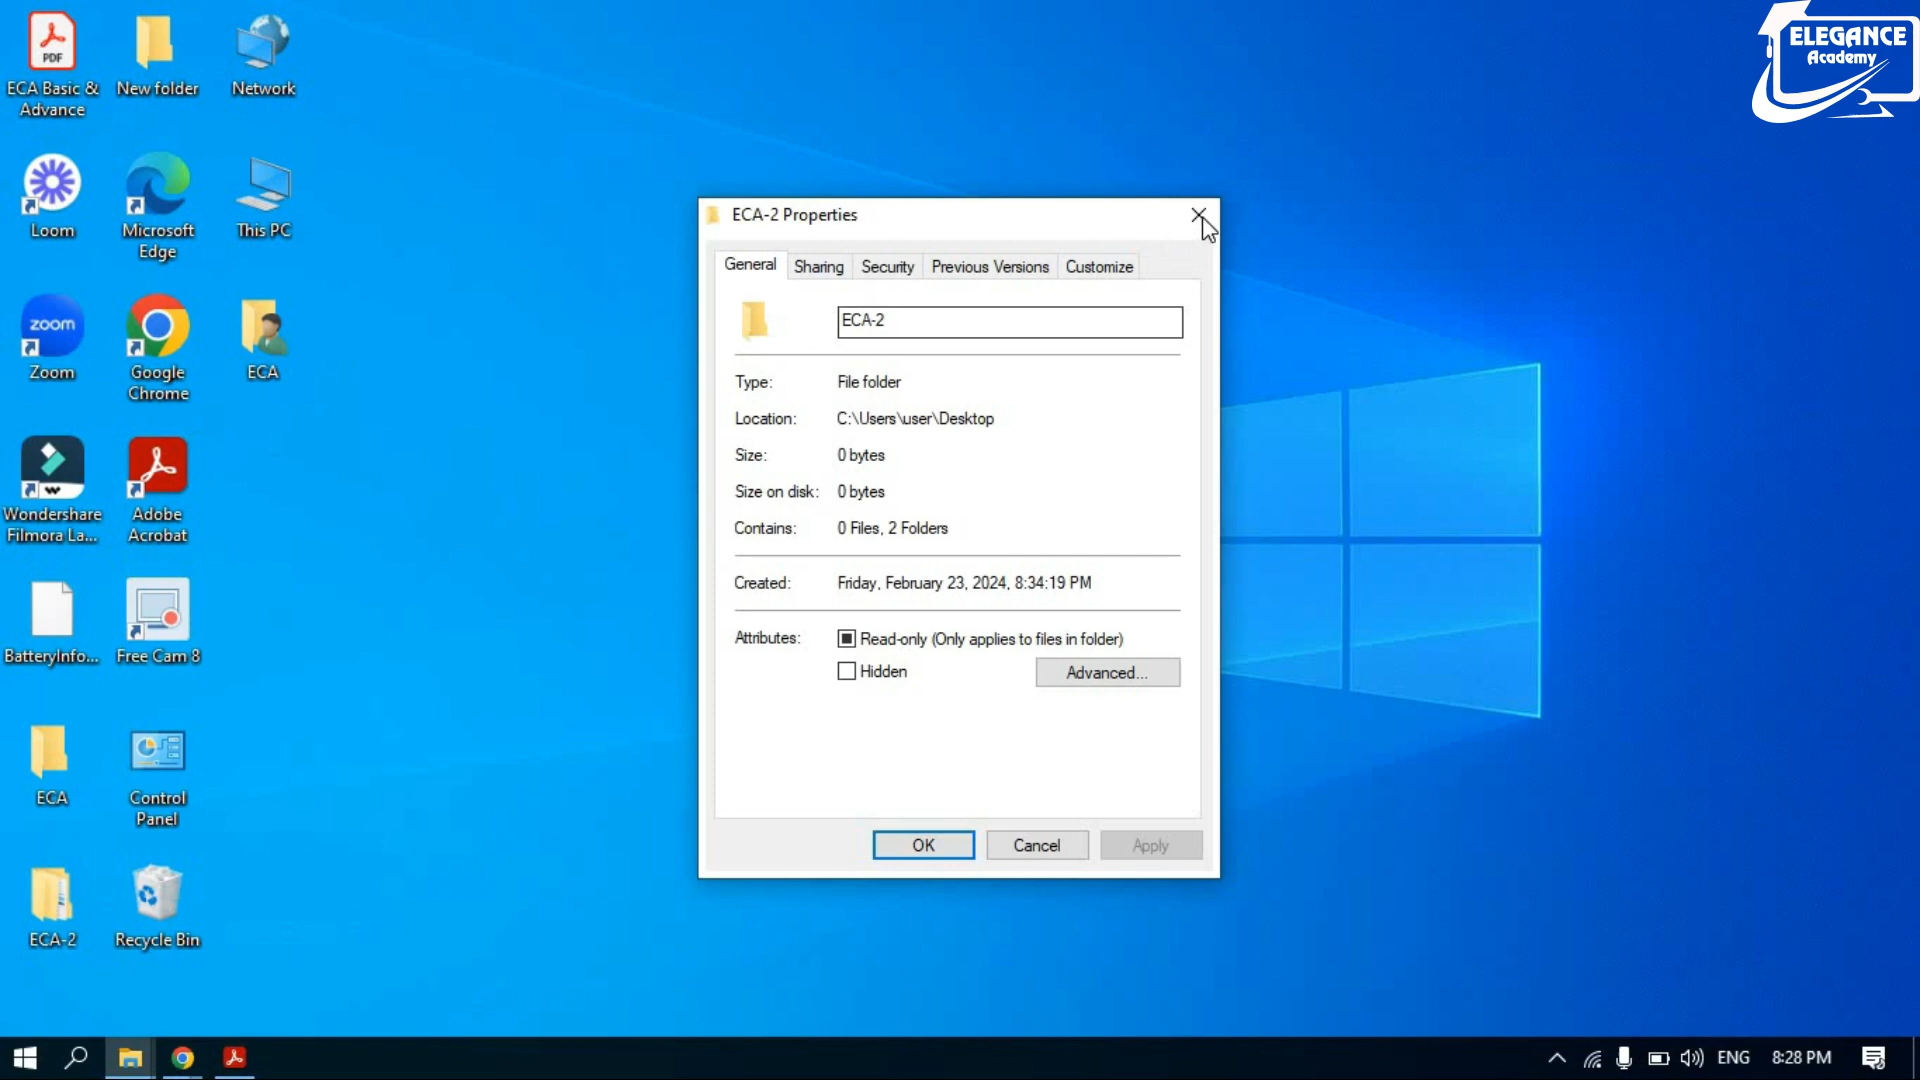 ELEGANCE
Academy
PDF
ECA Basic &
Advance
New folder
Network
Loom
Microsoft
Edge
This PC
zoom
Zoom
Google
Chrome
ECA
Wondershare
Filmora La...
Adobe
Acrobat
BatteryInfo...
Free Cam 8
ECA
Control
Panel
ECA-2
Recycle Bin
ECA-2 Properties
General Sharing Security Previous Versions Customize
ECA-2
Type: File folder
Location: C:\Users\user\Desktop
Size: 0 bytes
Size on disk: 0 bytes
Contains: 0 Files, 2 Folders
Created: Friday, February 23, 2024, 8:34:19 PM
Attributes: Read-only (Only applies to files in folder)
Hidden Advanced...
OK Cancel Apply
ENG 8:28 PM